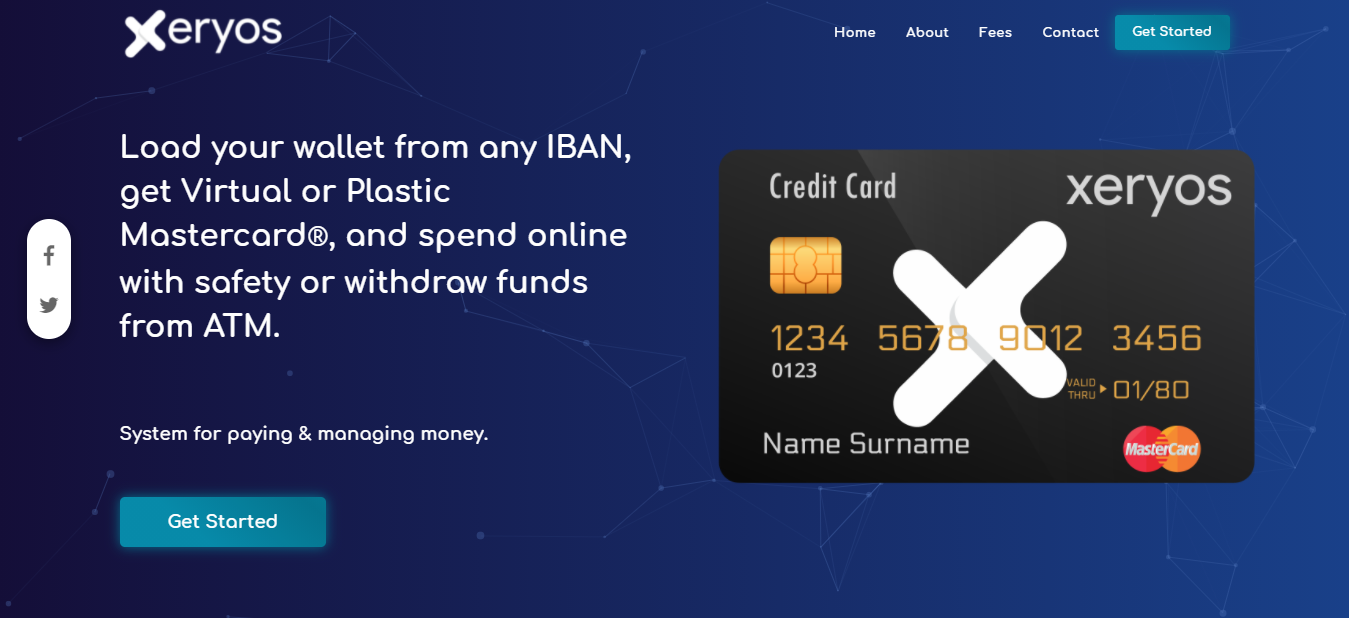 Xeryos
Home About Fees Contact Get Started
Load your wallet from any IBAN,
get Virtual or Plastic
Mastercard®, and spend online
with safety or withdraw funds
from ATM.
System for paying & managing money.
Get Started
Credit Card
xeryos
1234 5678 9012 3456
0123
VALID
THRU 01/80
Name Surname
MasterCard